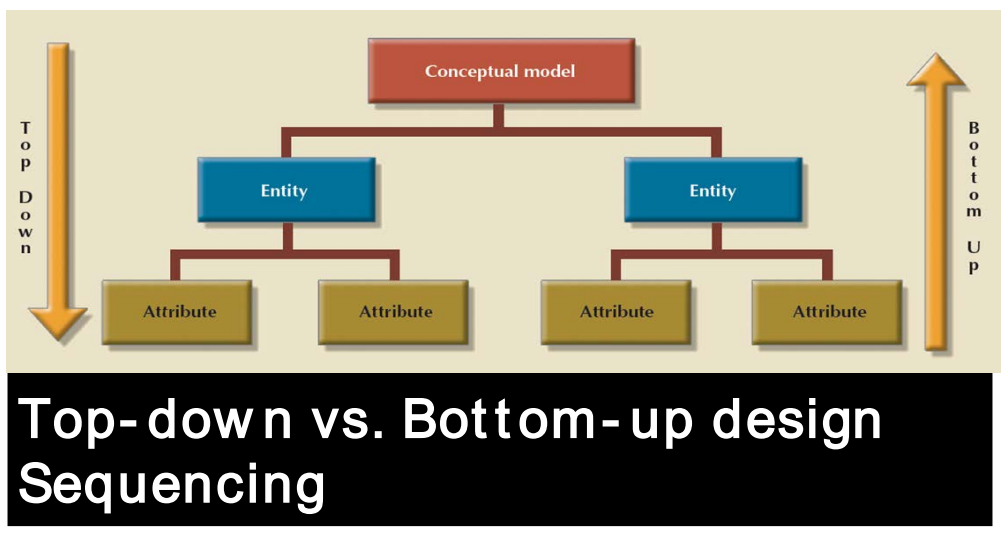 Conceptual model
Top Down
Bottom Up
Entity
Entity
Attribute
Attribute
Attribute
Attribute
Top-down vs. Bottom-up design
Sequencing